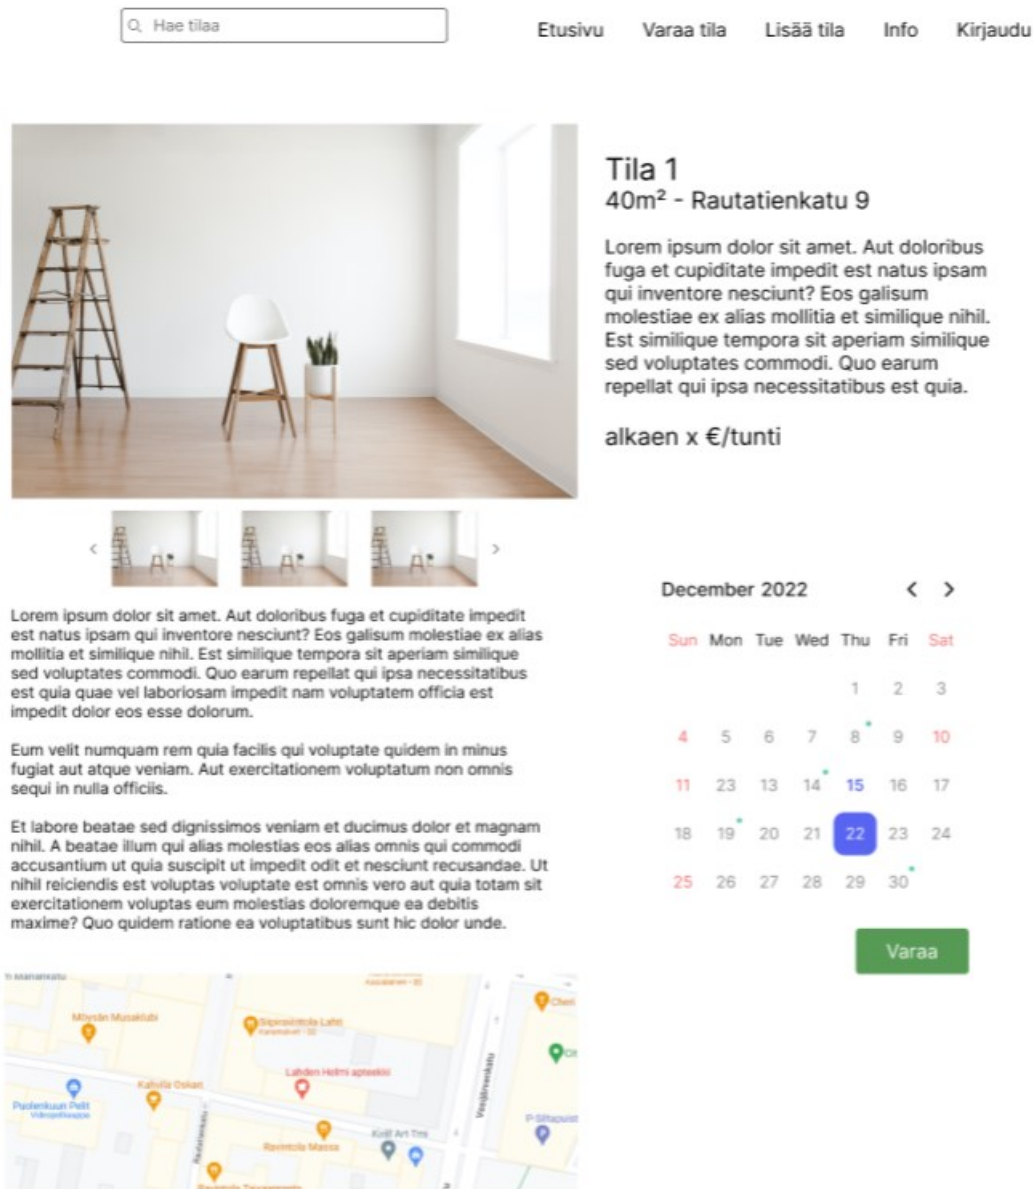 Hae tilaa
Etusivu Varaa tila Lisää tila Info Kirjaudu
Tila 1
40m² - Rautatienkatu 9
Lorem ipsum dolor sit amet. Aut doloribus
fuga et cupiditate impedit est natus ipsam
qui inventore nesciunt? Eos galisum
molestiae ex alias mollitia et similique nihil.
Est similique tempora sit aperiam similique
sed voluptates commodi. Quo earum
repellat qui ipsa necessitatibus est quia.
alkaen x €/tunti
Lorem ipsum dolor sit amet. Aut doloribus fuga et cupiditate impedit
est natus ipsam qui inventore nesciunt? Eos galisum molestiae ex alias
mollitia et similique nihil. Est similique tempora sit aperiam similique
sed voluptates commodi. Quo earum repellat qui ipsa necessitatibus
est quia quae vel laboriosam impedit nam voluptatem officia est
impedit dolor eos esse dolorum.
Eum velit numquam rem quia facilis qui voluptate quidem in minus
fugiat aut atque veniam. Aut exercitationem voluptatum non omnis
sequi in nulla officiis.
Et labore beatae sed dignissimos veniam et ducimus dolor et magnam
nihil. A beatae illum qui alias molestias eos alias omnis qui commodi
accusantium ut quia suscipit ut impedit odit et nesciunt recusandae. Ut
nihil reiciendis est voluptas voluptate est omnis vero aut quia totam sit
exercitationem voluptas eum molestias doloremque ea debitis
maxime? Quo quidem ratione ea voluptatibus sunt hic dolor unde.
December 2022
Sun Mon Tue Wed Thu Fri Sat
1 2 3
4 5 6 7 8 9 10
11 23 13 14 15 16 17
18 19 20 21 22 23 24
25 26 27 28 29 30
Varaa
Möysän Musaklubi
Siipiravintola Lahti
Cheri
Lahden Helmi apteekki
Kahvila Oskari
Puolenkuun Pelit
Videopelikauppa
Vesijärvenkatu
Rautatienkatu
Ravintola Massa
Kirill Art Tmi
P-Siltapuist